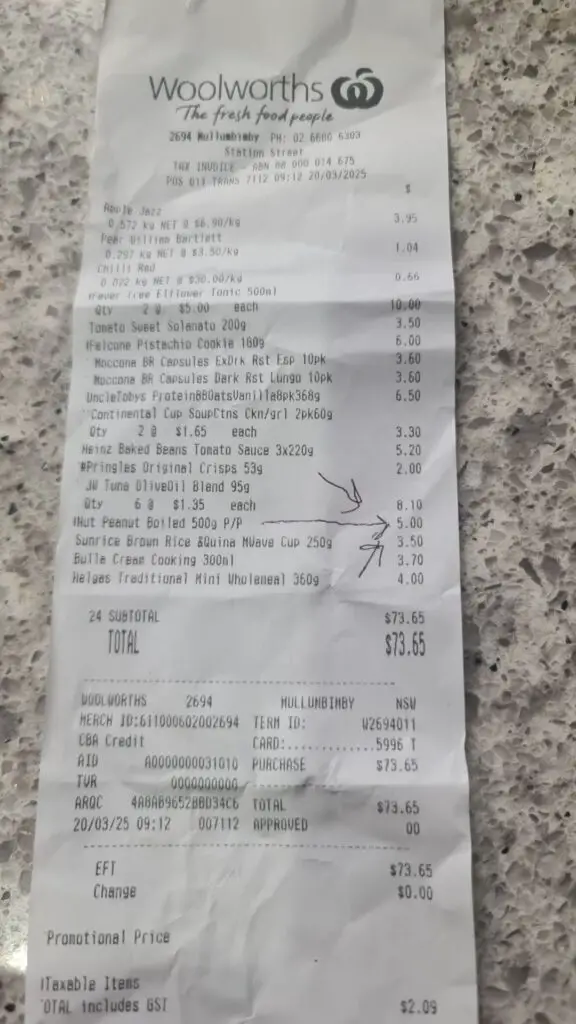 Woolworths
The fresh food people
2694 Mullumbimby PH: 02 6600 6303
Station Street
TAX INVOICE - ABN 88 000 014 675
POS 011 TRANS 7112 09:12 20/03/2025
$
Apple Jazz
0.572 kg NET @ $6.90/kg 3.95
Pear William Bartlett
0.297 kg NET @ $3.50/kg 1.04
Chilli Red
0.022 kg NET @ $30.00/kg 0.66
Fever Tree Elflower Tonic 500ml
Qty 2 @ $5.00 each 10.00
Tomato Sweet Solanato 200g 3.50
Falcone Pistachio Cookie 180g 6.00
Moccona BR Capsules ExDrk Rst Esp 10pk 3.60
Moccona BR Capsules Dark Rst Lungo 10pk 3.60
UncleTobys ProteinBBOatsVanilla8pk368g 6.50
Continental Cup SoupCtns Ckn/grl 2pk60g
Qty 2 @ $1.65 each 3.30
Heinz Baked Beans Tomato Sauce 3x220g 5.20
#Pringles Original Crisps 53g 2.00
JW Tuna OliveOil Blend 95g
Qty 6 @ $1.35 each 8.10
Nut Peanut Boiled 500g P/P 5.00
Sunrice Brown Rice &Quina MWave Cup 250g 3.50
Bulla Cream Cooking 300ml 3.70
Helgas Traditional Mini Wholemeal 360g 4.00
24 SUBTOTAL $73.65
TOTAL $73.65
WOOLWORTHS 2694 MULLUMBIMBY NSW
MERCH ID:611000602002694 TERM ID: W2694011
CBA Credit CARD:..............5996 T
AID A0000000031010 PURCHASE $73.65
TVR 0000000000
ARQC 4A8AB9652BBD34C6 TOTAL $73.65
20/03/25 09:12 007112 APPROVED 00
EFT $73.65
Change $0.00
Promotional Price
Taxable Items
OTAL includes GST $2.09